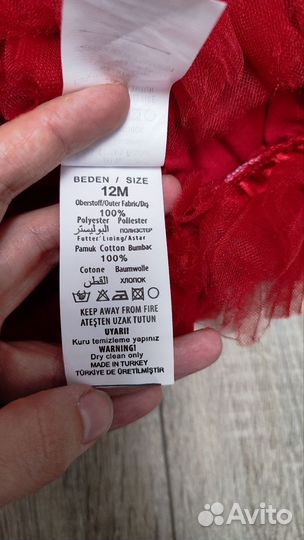 BEDEN / SIZE
12M
Oberstoff/Outer Fabric/Dış
100%
Polyester Poliester
البوليستر ПОЛИЭСТЕР
Futter Lining/Astar
Pamuk Cotton Bumbac
100%
Cotone Baumwolle
القطن ХЛОПОК
KEEP AWAY FROM FIRE
ATEŞTEN UZAK TUTUN
UYARI!
Kuru temizleme yapınız
WARNING!
Dry clean only
MADE IN TURKEY
TÜRKİYE DE ÜRETİLMİŞTİR
Avito